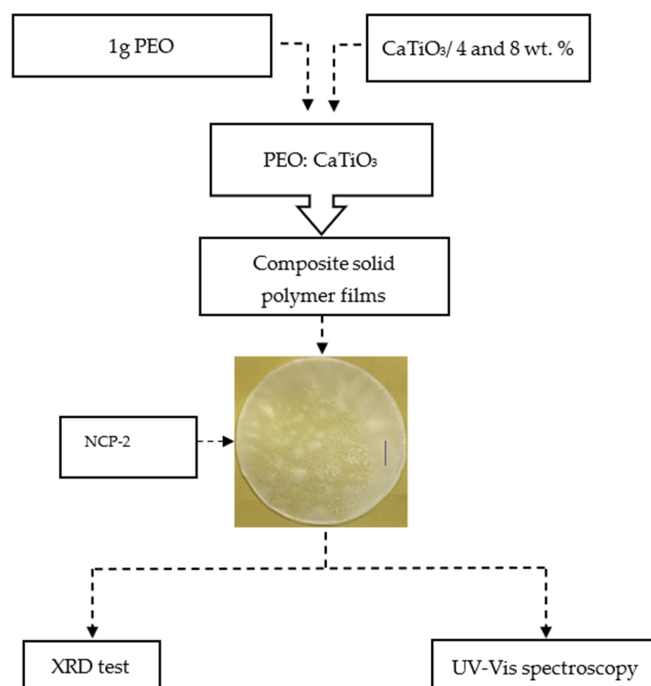 1g PEO
CaTiO₃/ 4 and 8 wt. %
PEO: CaTiO₃
Composite solid
polymer films
NCP-2
XRD test
UV-Vis spectroscopy